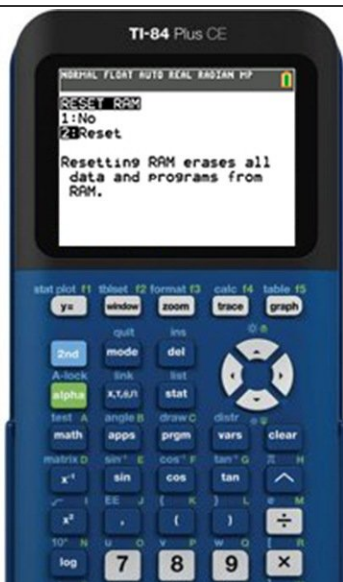 TI-84 Plus CE
NORMAL FLOAT AUTO REAL RADIAN MP
RESET RAM
1:No
2:Reset
Resetting RAM erases all
data and programs from
RAM.
stat plot f1 tblset f2 format f3 calc f4 table f5
y= window zoom trace graph
quit ins
2nd mode del
A-lock link list
alpha X,T,θ,n stat
test A angle B draw C distr
math apps prgm vars clear
matrix D sin⁻¹ E cos⁻¹ F tan⁻¹ G π H
x⁻¹ sin cos tan ^
√ I EE J { K } L e M
x² , ( ) ÷
10ˣ N u O v P w Q [ R
log 7 8 9 ×